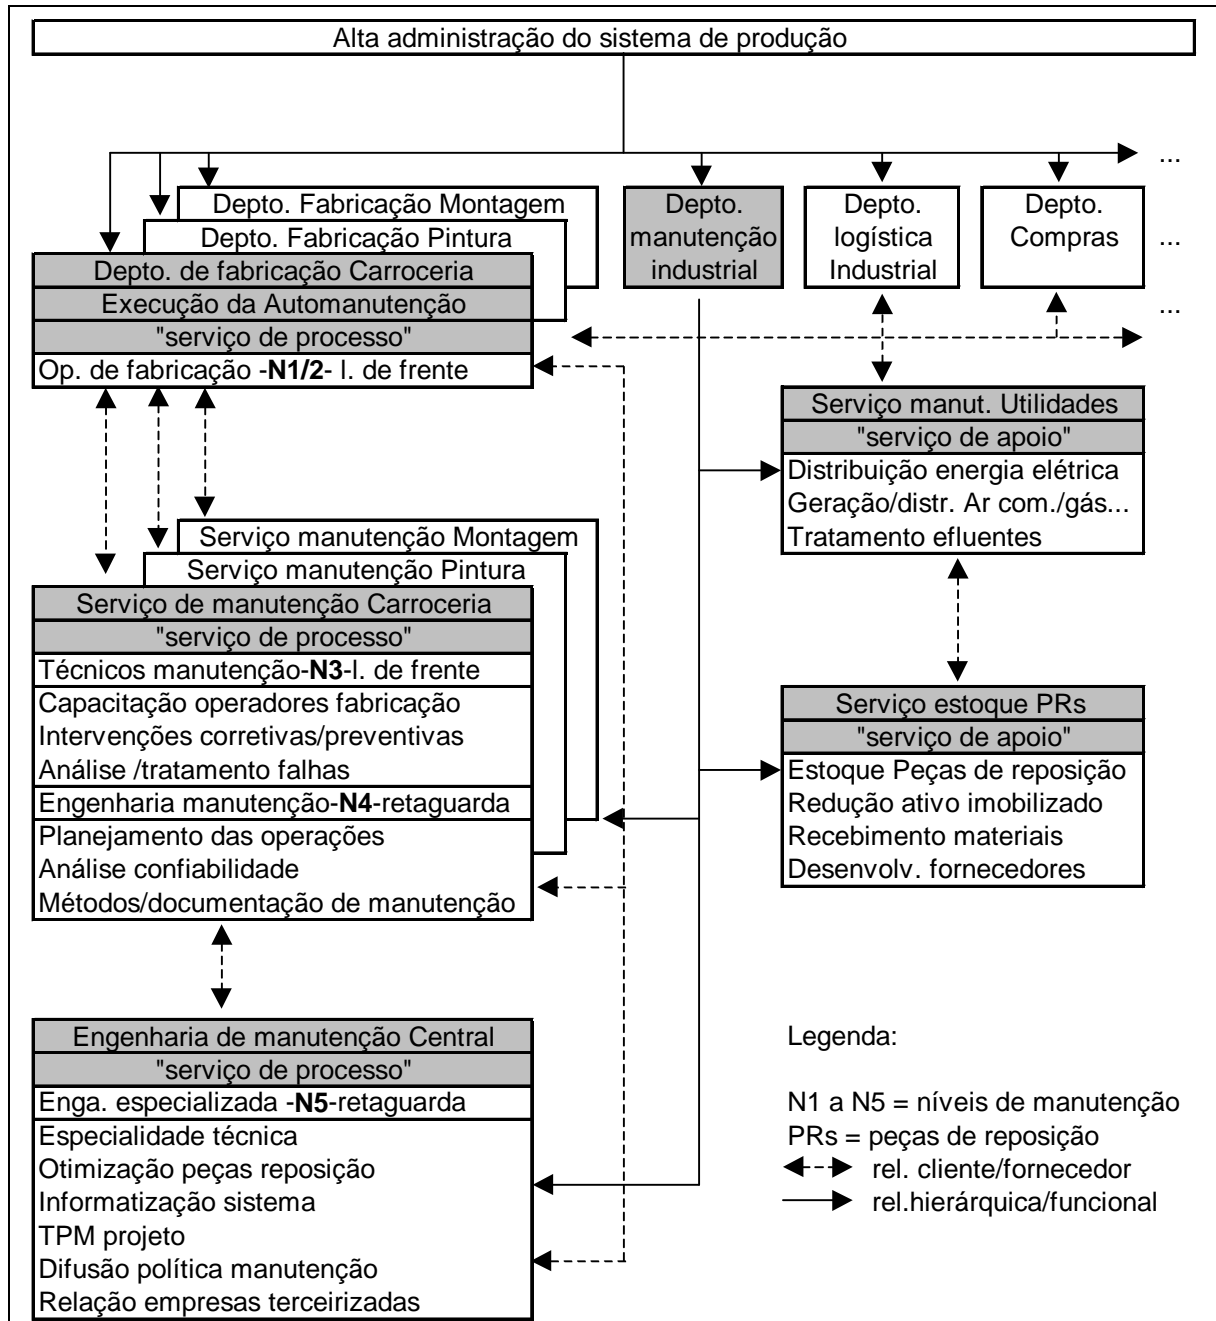 Alta administração do sistema de produção
...
Depto. Fabricação Montagem
Depto. Fabricação Pintura
Depto. de fabricação Carroceria
Execução da Automanutenção
"serviço de processo"
Op. de fabricação -N1/2- l. de frente
Depto.
manutenção
industrial
Depto.
logística
Industrial
Depto.
Compras
...
...
Serviço manut. Utilidades
"serviço de apoio"
Distribuição energia elétrica
Geração/distr. Ar com./gás...
Tratamento efluentes
Serviço manutenção Montagem
Serviço manutenção Pintura
Serviço de manutenção Carroceria
"serviço de processo"
Técnicos manutenção-N3-l. de frente
Capacitação operadores fabricação
Intervenções corretivas/preventivas
Análise /tratamento falhas
Engenharia manutenção-N4-retaguarda
Planejamento das operações
Análise confiabilidade
Métodos/documentação de manutenção
Serviço estoque PRs
"serviço de apoio"
Estoque Peças de reposição
Redução ativo imobilizado
Recebimento materiais
Desenvolv. fornecedores
Engenharia de manutenção Central
"serviço de processo"
Enga. especializada -N5-retaguarda
Especialidade técnica
Otimização peças reposição
Informatização sistema
TPM projeto
Difusão política manutenção
Relação empresas terceirizadas
Legenda:
N1 a N5 = níveis de manutenção
PRs = peças de reposição
rel. cliente/fornecedor
rel.hierárquica/funcional